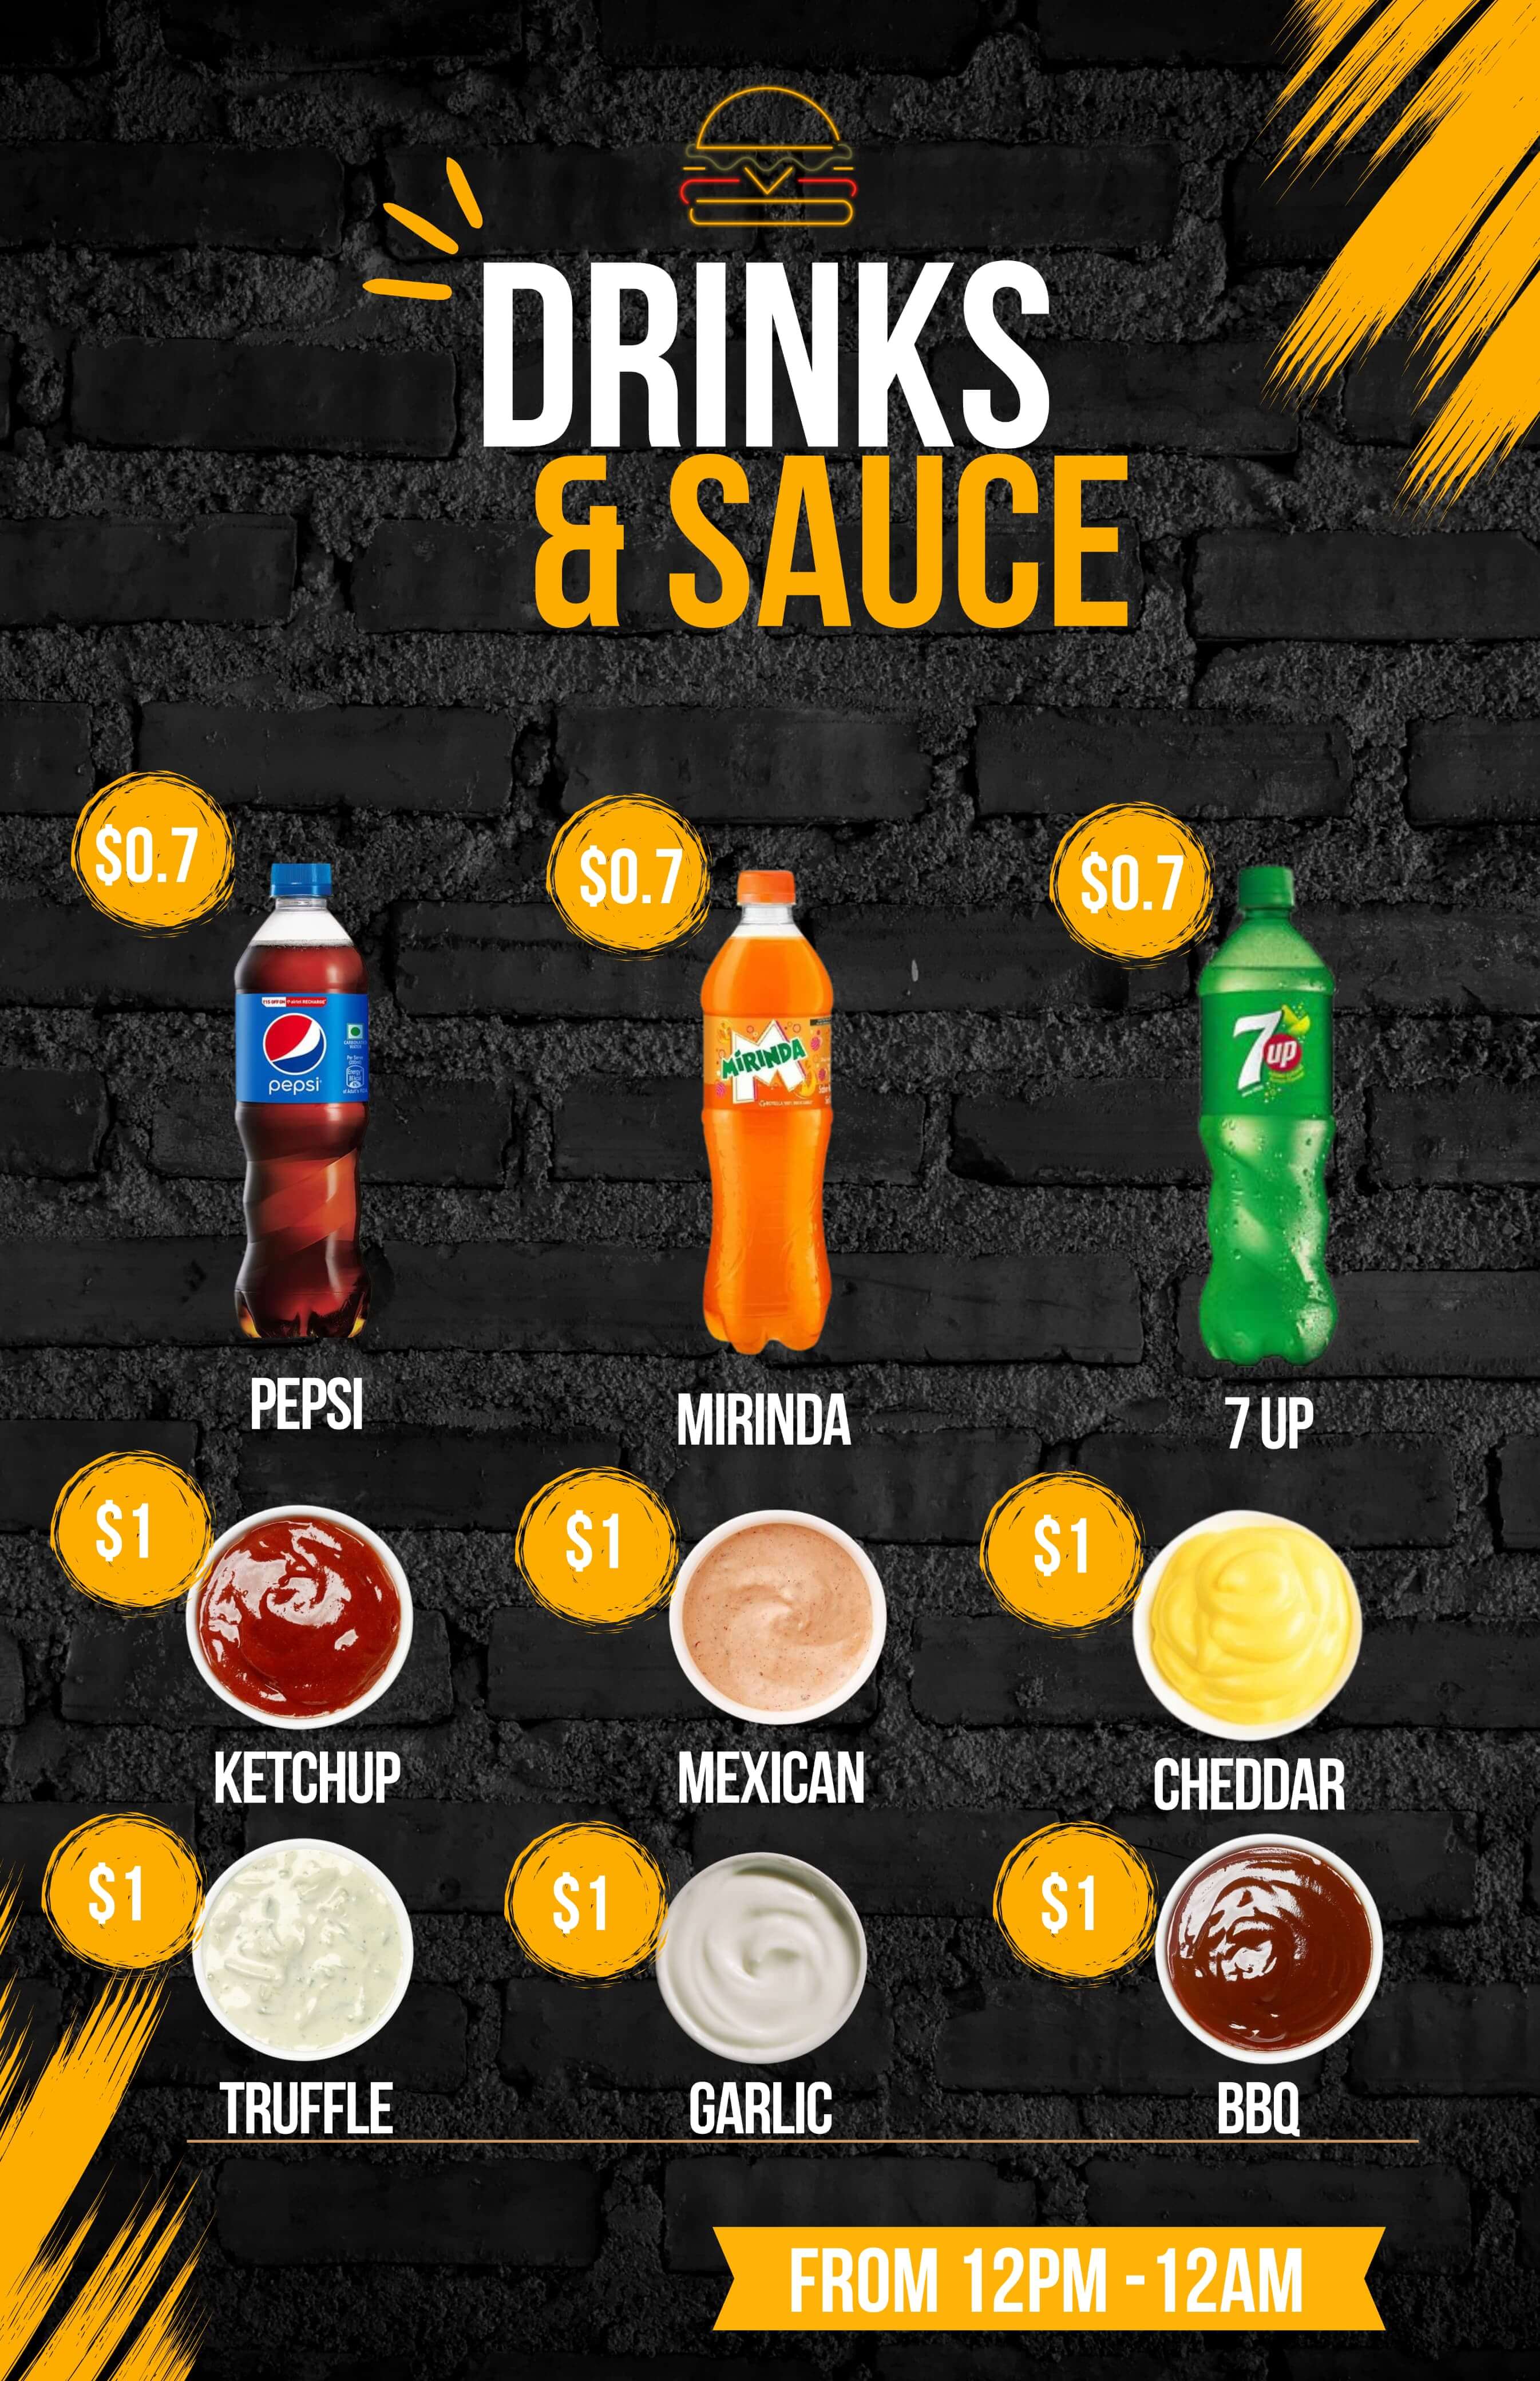 DRINKS
& SAUCE
$0.7
$0.7
$0.7
pepsi
MIRINDA
7up
PEPSI
MIRINDA
7 UP
$1
$1
$1
KETCHUP
MEXICAN
CHEDDAR
$1
$1
$1
TRUFFLE
GARLIC
BBQ
FROM 12PM - 12AM